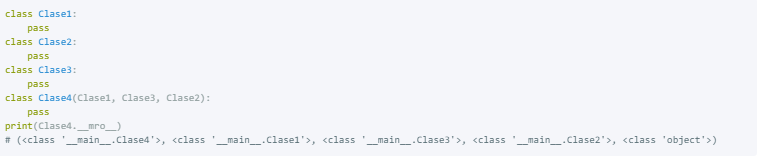 class Clase1:
    pass
class Clase2:
    pass
class Clase3:
    pass
class Clase4(Clase1, Clase3, Clase2):
    pass
print(Clase4.__mro__)
# (<class '__main__.Clase4'>, <class '__main__.Clase1'>, <class '__main__.Clase3'>, <class '__main__.Clase2'>, <class 'object'>)